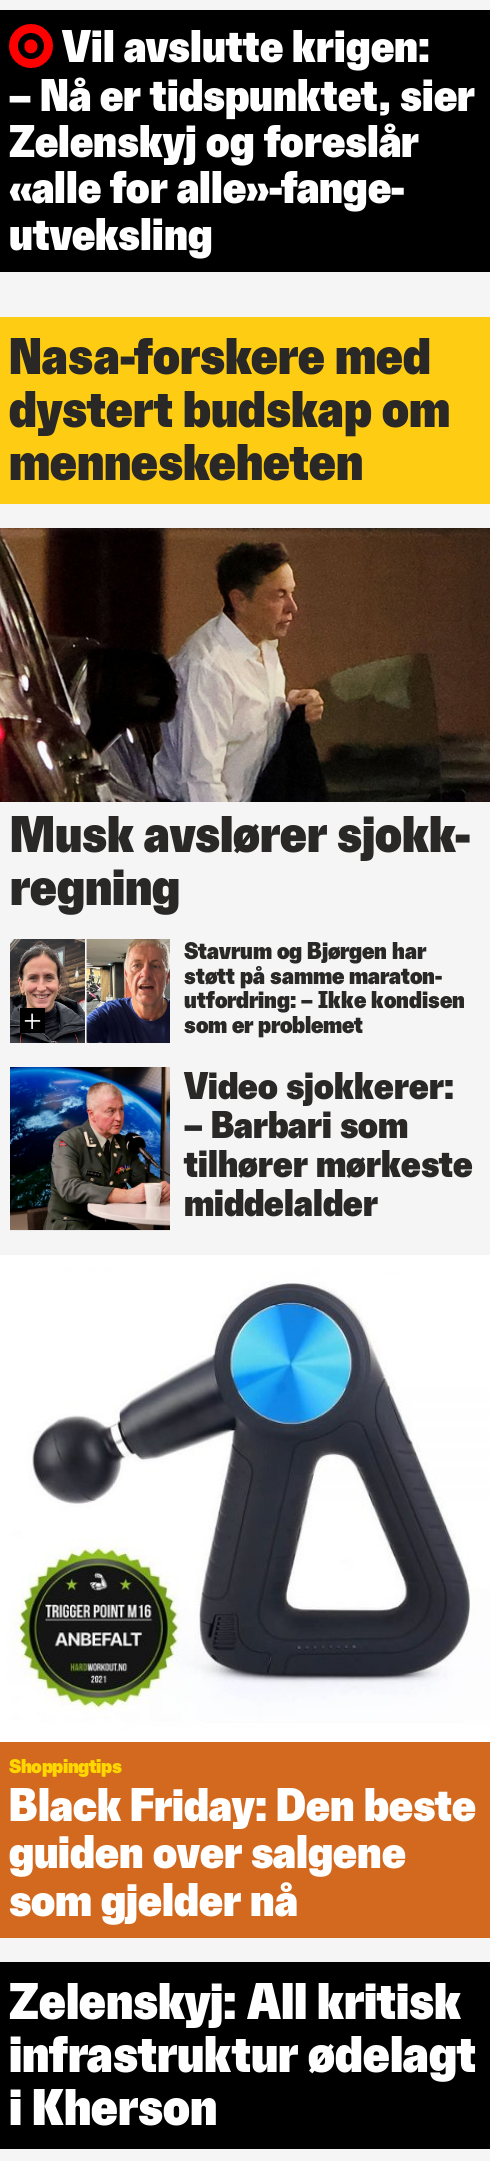 Vil avslutte krigen:
– Nå er tidspunktet, sier
Zelenskyj og foreslår
«alle for alle»-fange-
utveksling
Nasa-forskere med
dystert budskap om
menneskeheten
Musk avslører sjokk-
regning
Stavrum og Bjørgen har
støtt på samme maraton-
utfordring: – Ikke kondisen
som er problemet
Video sjokkerer:
– Barbari som
tilhører mørkeste
middelalder
TRIGGER POINT M16
ANBEFALT
HARDWORKOUT.NO
2021
Shoppingtips
Black Friday: Den beste
guiden over salgene
som gjelder nå
Zelenskyj: All kritisk
infrastruktur ødelagt
i Kherson